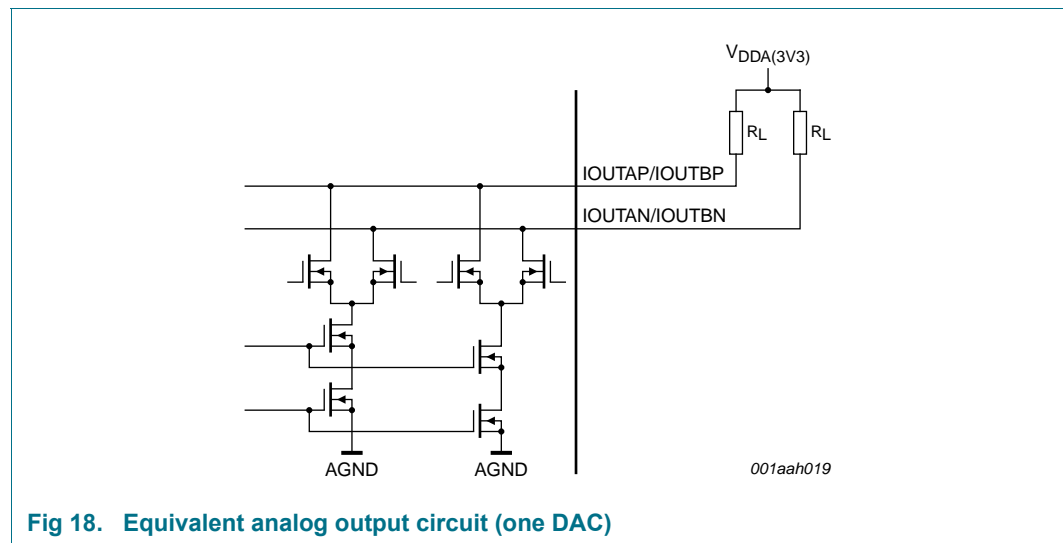 VDDA(3V3)
RL RL
IOUTAP/IOUTBP
IOUTAN/IOUTBN
AGND AGND
001aah019
Fig 18. Equivalent analog output circuit (one DAC)